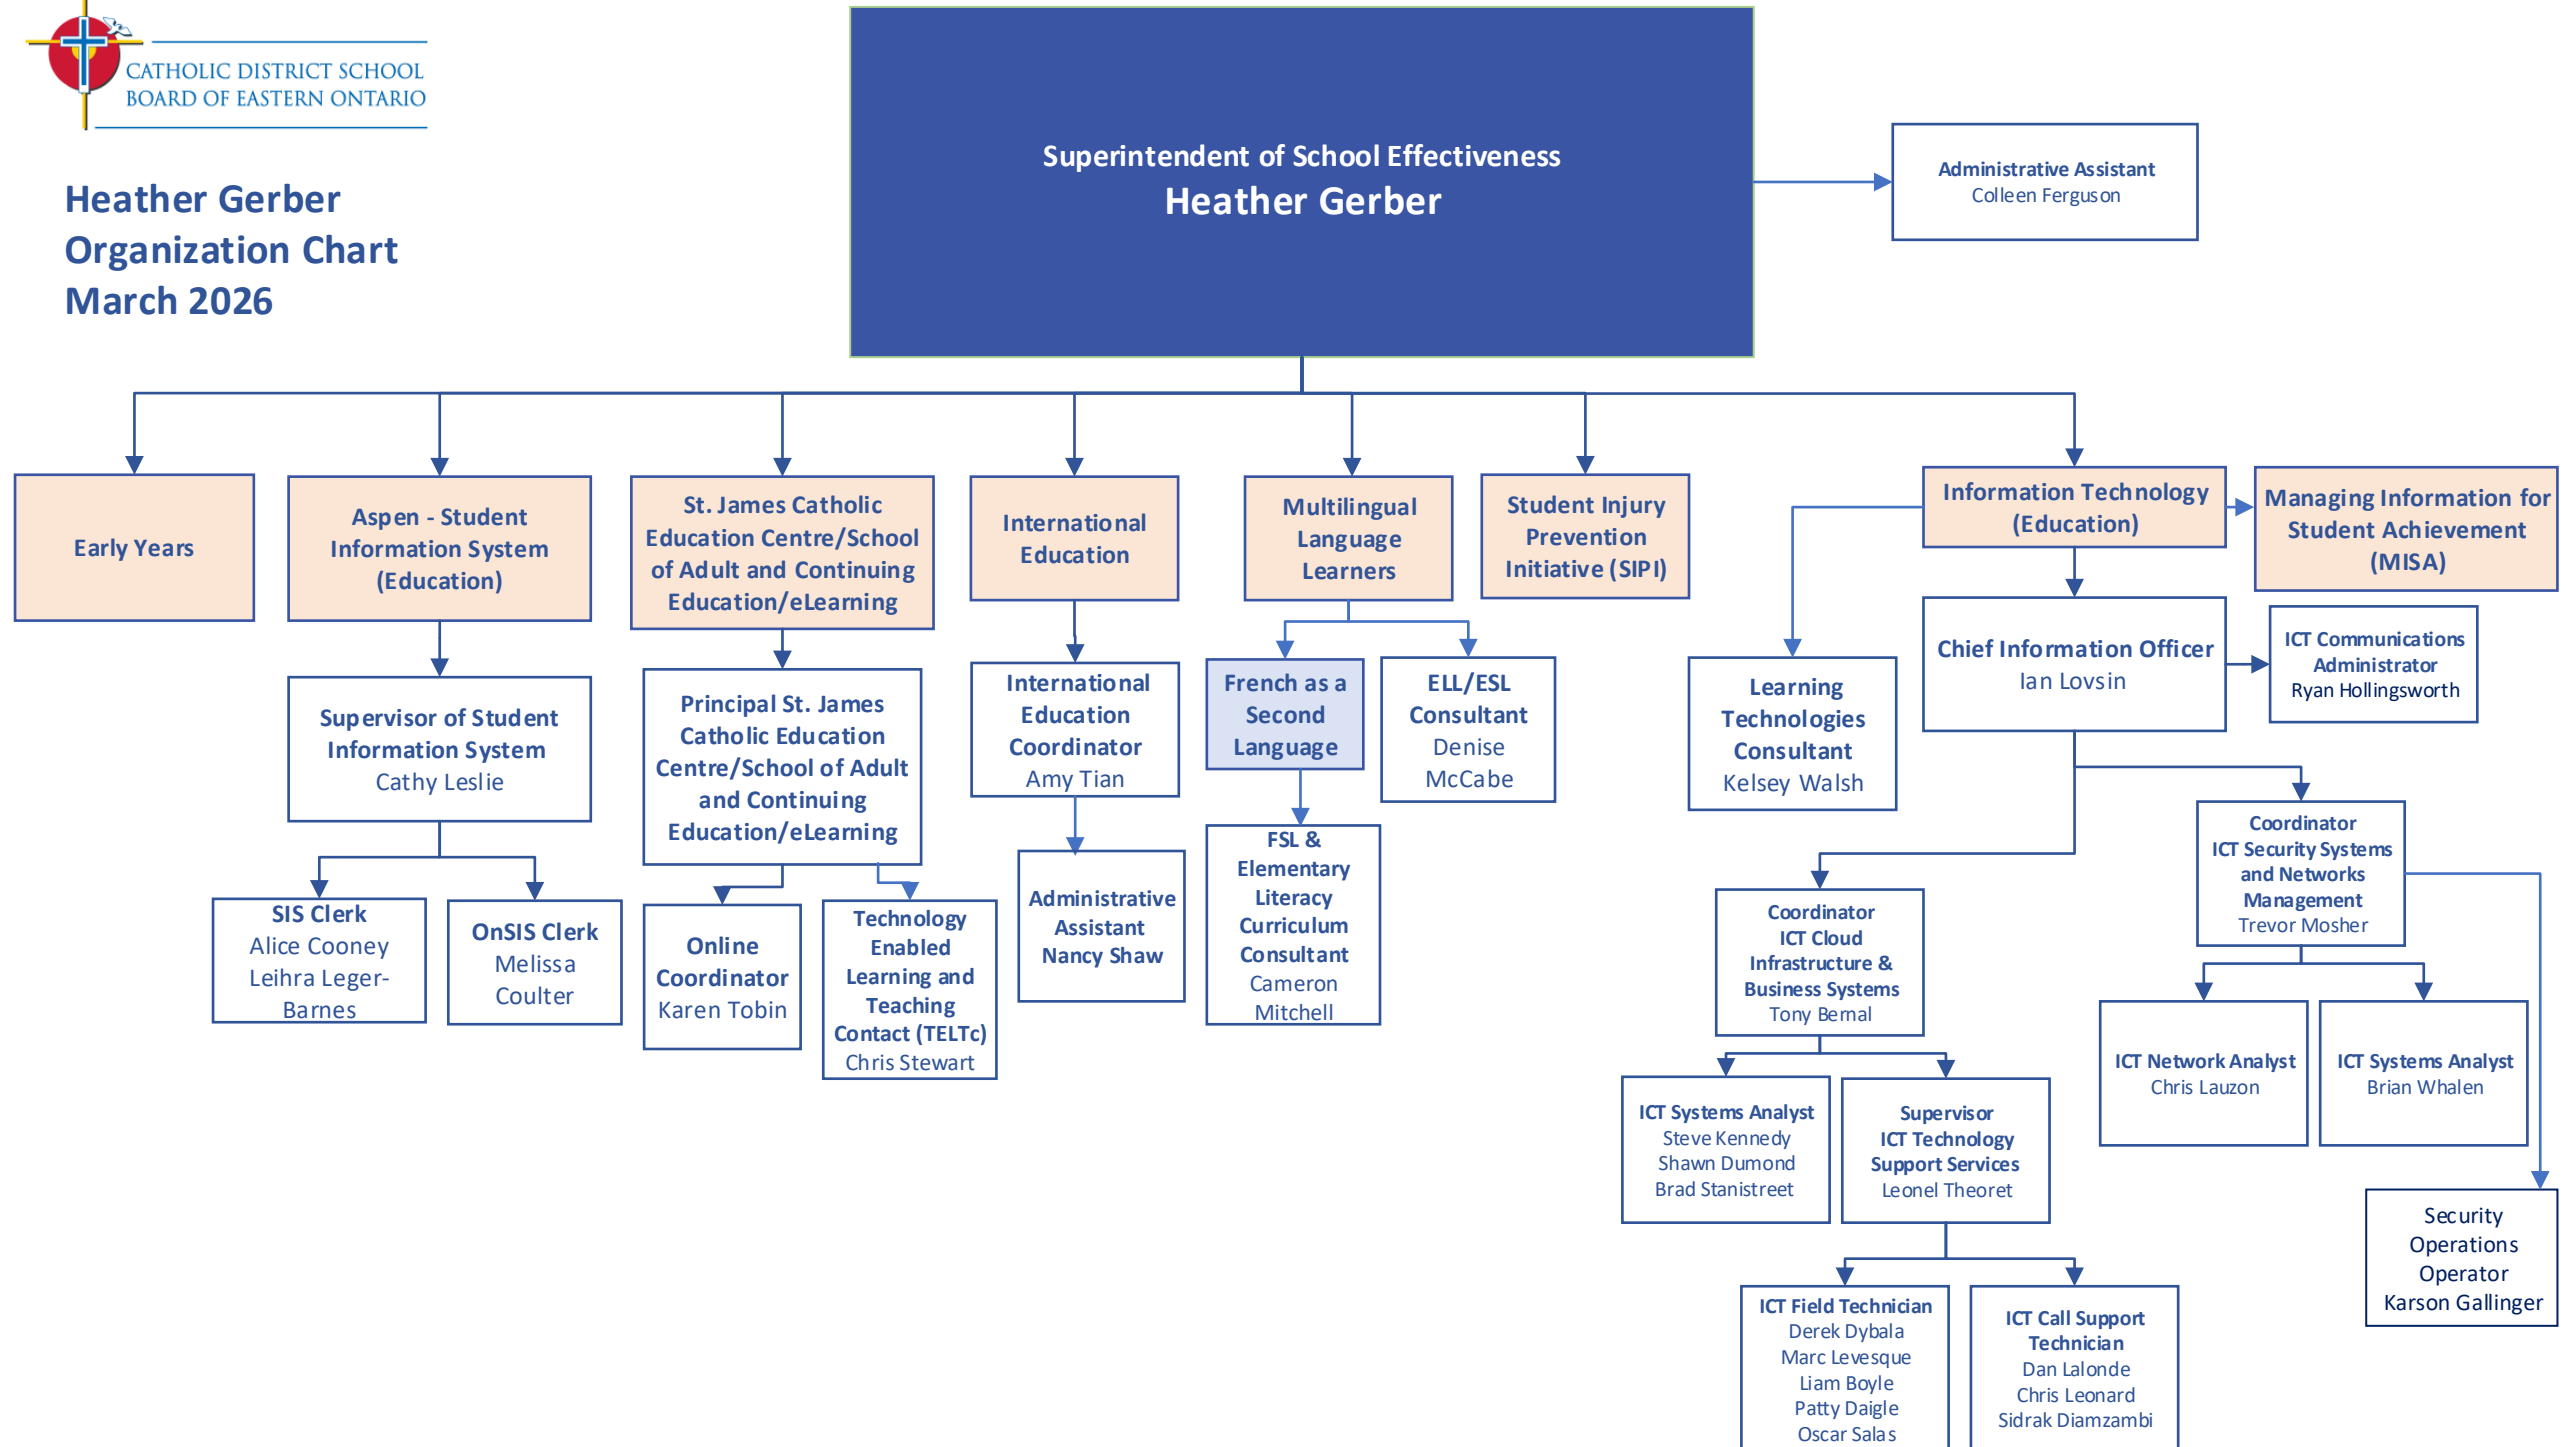 CATHOLIC DISTRICT SCHOOL
BOARD OF EASTERN ONTARIO
Heather Gerber
Organization Chart
March 2026
Superintendent of School Effectiveness
Heather Gerber
Administrative Assistant
Colleen Ferguson
Early Years
Aspen - Student
Information System
(Education)
St. James Catholic
Education Centre/School
of Adult and Continuing
Education/eLearning
International
Education
Multilingual
Language
Learners
Student Injury
Prevention
Initiative (SIPI)
Information Technology
(Education)
Managing Information for
Student Achievement
(MISA)
Supervisor of Student
Information System
Cathy Leslie
Principal St. James
Catholic Education
Centre/School of Adult
and Continuing
Education/eLearning
International
Education
Coordinator
Amy Tian
French as a
Second
Language
ELL/ESL
Consultant
Denise
McCabe
Learning
Technologies
Consultant
Kelsey Walsh
Chief Information Officer
Ian Lovsin
ICT Communications
Administrator
Ryan Hollingsworth
SIS Clerk
Alice Cooney
Leihra Leger-
Barnes
OnSIS Clerk
Melissa
Coulter
Online
Coordinator
Karen Tobin
Technology
Enabled
Learning and
Teaching
Contact (TELTc)
Chris Stewart
Administrative
Assistant
Nancy Shaw
FSL &
Elementary
Literacy
Curriculum
Consultant
Cameron
Mitchell
Coordinator
ICT Cloud
Infrastructure &
Business Systems
Tony Bernal
Coordinator
ICT Security Systems
and Networks
Management
Trevor Mosher
ICT Systems Analyst
Steve Kennedy
Shawn Dumond
Brad Stanistreet
Supervisor
ICT Technology
Support Services
Leonel Theoret
ICT Network Analyst
Chris Lauzon
ICT Systems Analyst
Brian Whalen
Security
Operations
Operator
Karson Gallinger
ICT Field Technician
Derek Dybala
Marc Levesque
Liam Boyle
Patty Daigle
Oscar Salas
ICT Call Support
Technician
Dan Lalonde
Chris Leonard
Sidrak Diamzambi